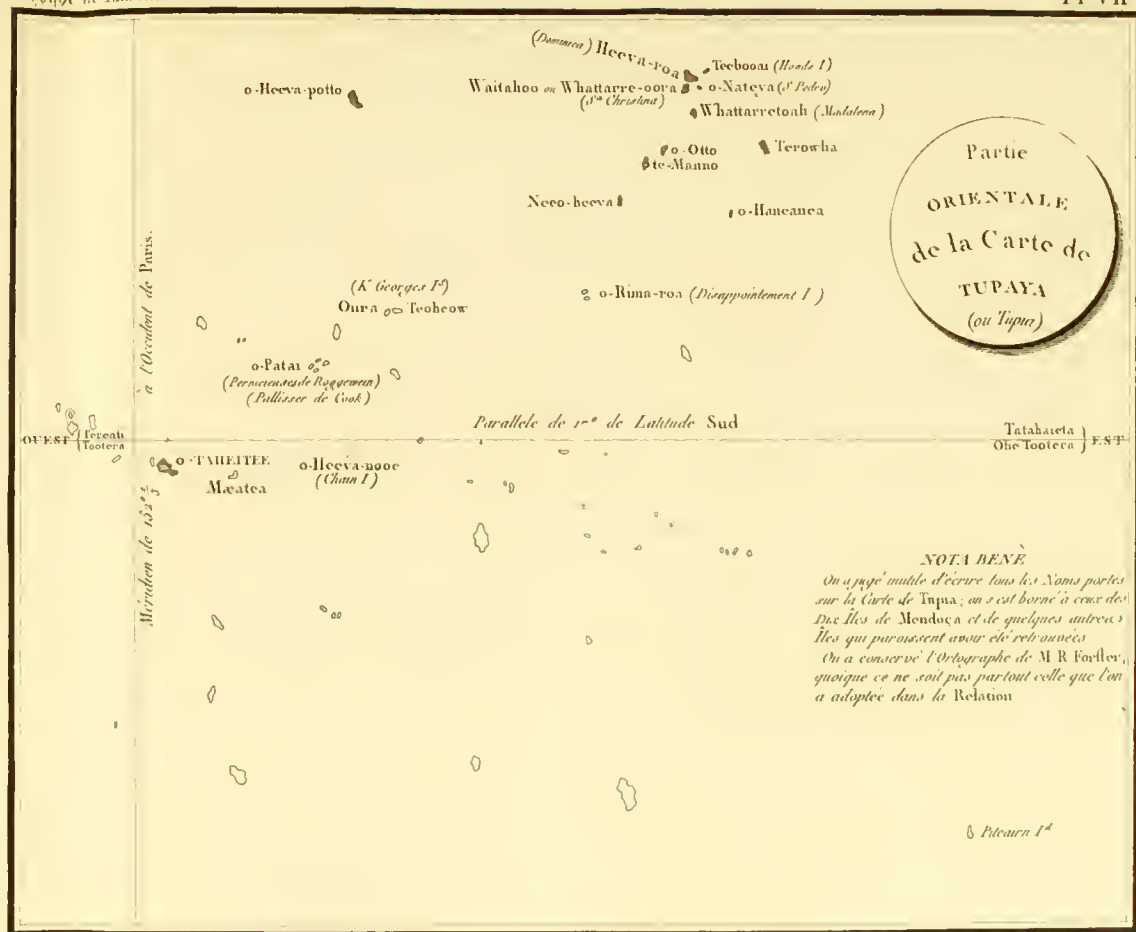 Pl VII
(Dominica) Heeva-roa
Teebooai (Hoods I)
o-Heeva-potto
Waitahoo ou Whattarre-oora
(Sta Christina)
o-Nateya (S' Pedro)
Whattarretoah (Madalena)
o-Otto
te-Manno
Terowha
Neeo-heeva
o-Haneanea
Partie
ORIENTALE
de la Carte de
TUPAYA
(ou Tupia)
(K. Georges Is)
Oura Teoheow
o-Rima-roa (Disappointement I)
o-Patai
(Pernicieuses de Roggewein)
(Pallisser de Cook)
Parallele de 17° de Latitude Sud
OUEST { Tereati
Tootera
Tatahaieta
Ohe Tootera } EST
o-TAHEITEE
Mæatea
o-Heeva-nooe
(Chain I)
Méridien de 152° ⅓ à l'Occident de Paris.
NOTA BENÈ
On a jugé inutile d'écrire tous les Noms portés
sur la Carte de Tupia; on s'est borné à ceux des
Dix Îles de Mendoça et de quelques autres
Îles qui paroissent avoir été retrouvées
On a conservé l'Ortographe de M R Forster,
quoique ce ne soit pas partout celle que l'on
a adoptée dans la Relation
Pitcairn Id